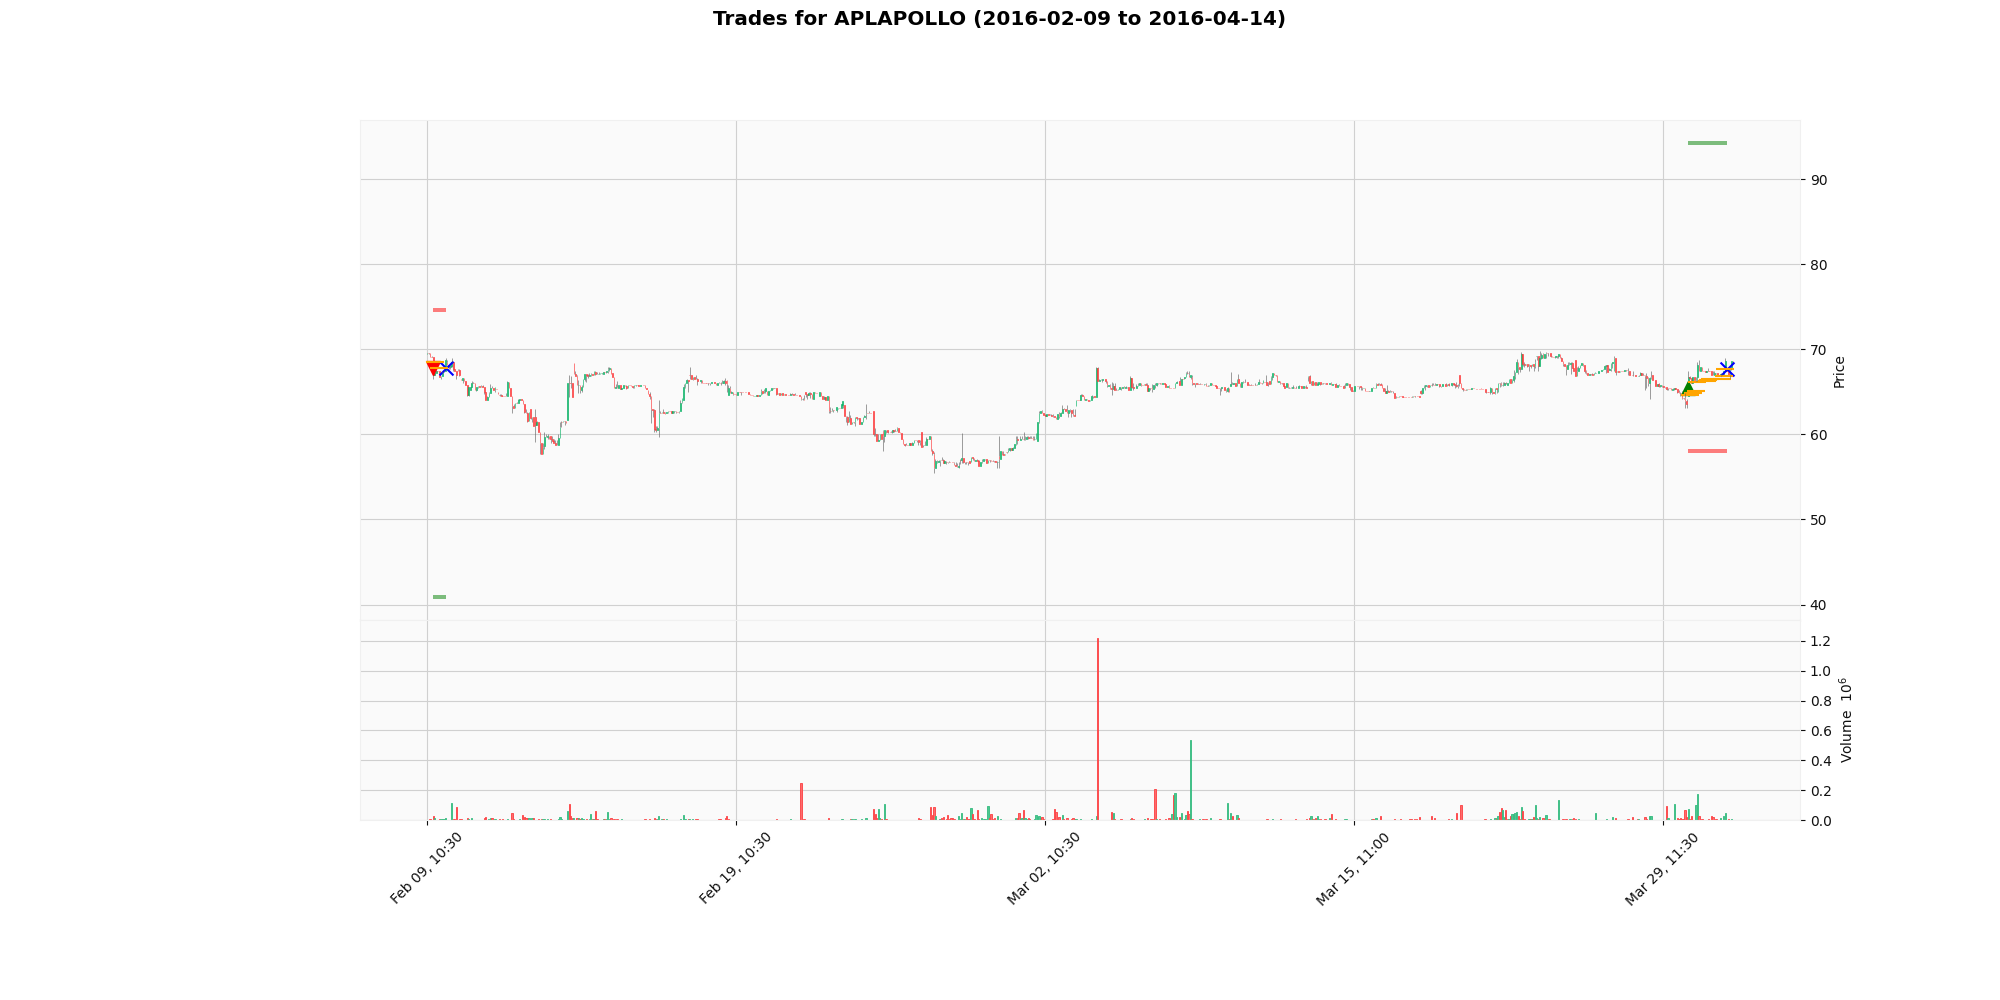 Trades for APLAPOLLO (2016-02-09 to 2016-04-14)
90
80
70
60
50
40
Price
1.2
1.0
0.8
0.6
0.4
0.2
0.0
Volume 10^6
Feb 09, 10:30
Feb 19, 10:30
Mar 02, 10:30
Mar 15, 11:00
Mar 29, 11:30